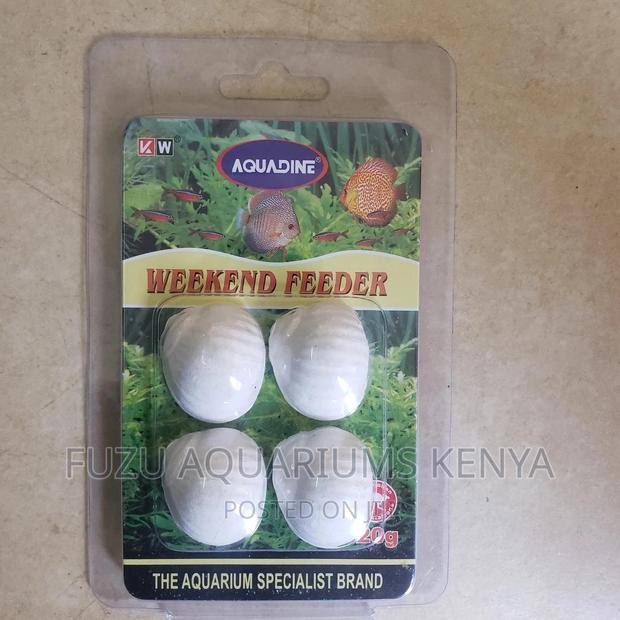 KW®
AQUADINE®
WEEKEND FEEDER
FUZU AQUARIUMS KENYA
POSTED ON
20g
THE AQUARIUM SPECIALIST BRAND